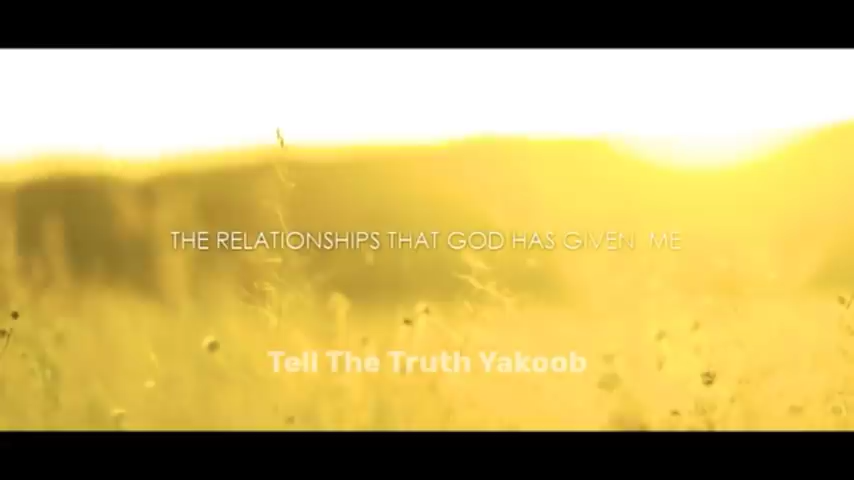 THE RELATIONSHIPS THAT GOD HAS GIVEN ME
Tell The Truth Yakoob